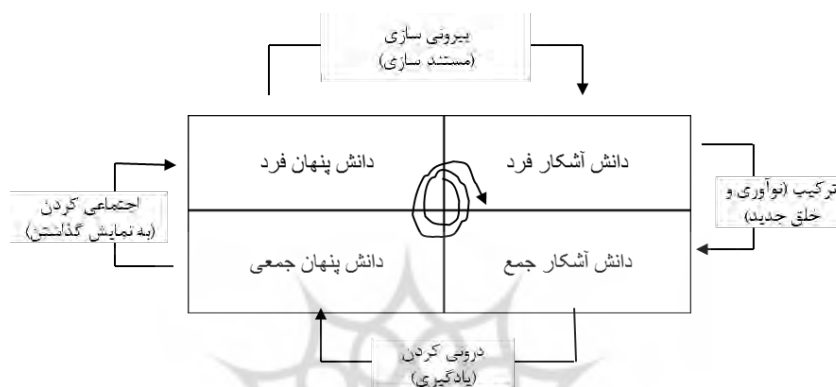 بیرونی سازی
(مستند سازی)
دانش آشکار فرد
دانش پنهان فرد
ترکیب (نوآوری و
خلق جدید)
اجتماعی کردن
(به نمایش گذاشتن)
دانش آشکار جمع
دانش پنهان جمعی
درونی کردن
(یادگیری)